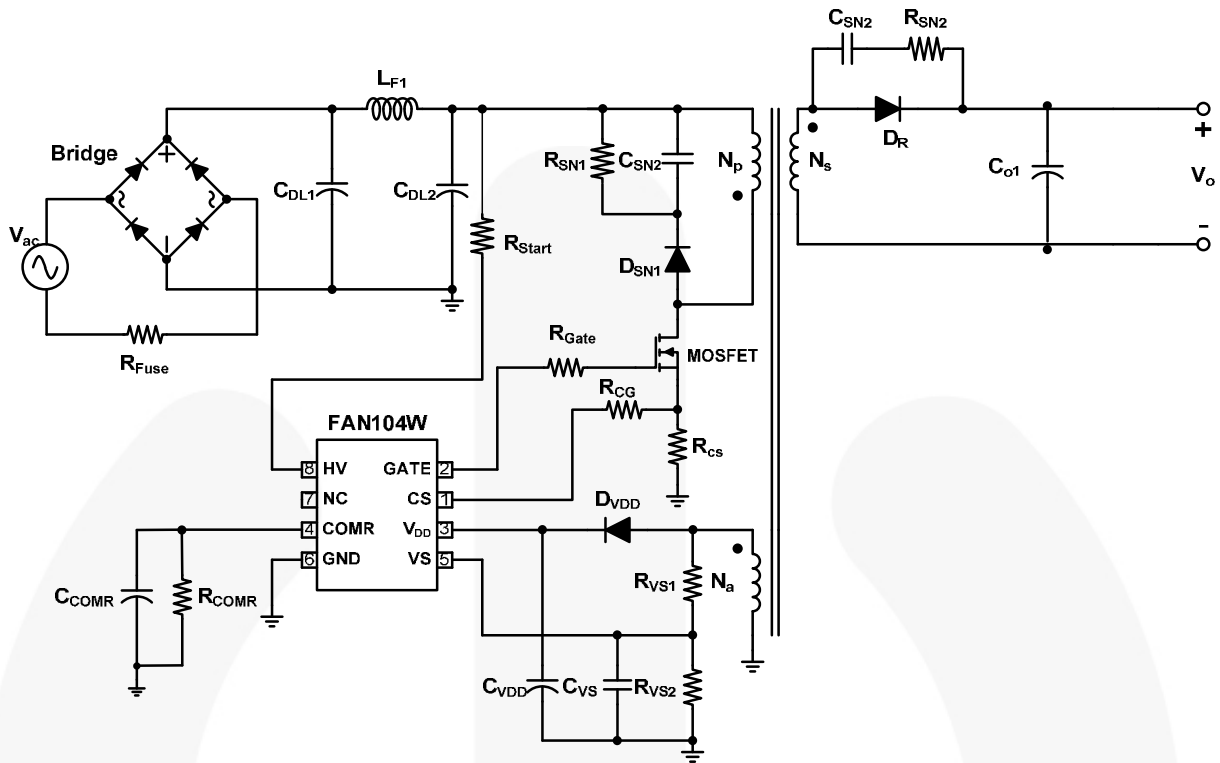 CSN2 RSN2
LF1
Bridge
+
CDL1
CDL2
RSN1 CSN2
Np
Ns
DR
Co1
+
Vo
-
Vac
RStart
DSN1
RFuse
RGate
MOSFET
RCG
Rcs
FAN104W
8 HV GATE 2
7 NC CS 1
4 COMR VDD 3
6 GND VS 5
DVDD
RVS1
Na
CCOMR
RCOMR
CVDD CVS RVS2